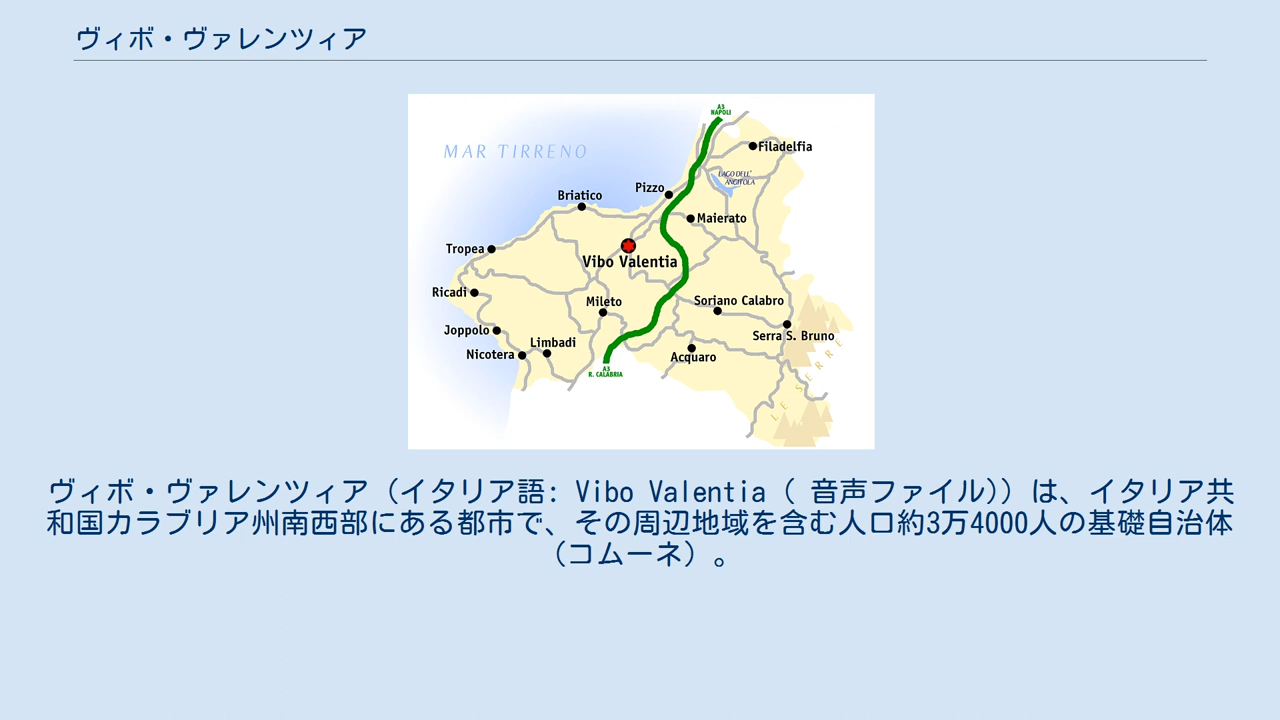 ヴィボ・ヴァレンツィア
A3
NAPOLI
MAR TIRRENO
Filadelfia
LAGO DELL'
ANGITOLA
Pizzo
Briatico
Maierato
Tropea
Vibo Valentia
Ricadi
Mileto
Soriano Calabro
Joppolo
Limbadi
Serra S. Bruno
Nicotera
Acquaro
A3
R. CALABRIA
LE SERRE
ヴィボ・ヴァレンツィア（イタリア語: Vibo Valentia（ 音声ファイル)）は、イタリア共
和国カラブリア州南西部にある都市で、その周辺地域を含む人口約3万4000人の基礎自治体
（コムーネ）。